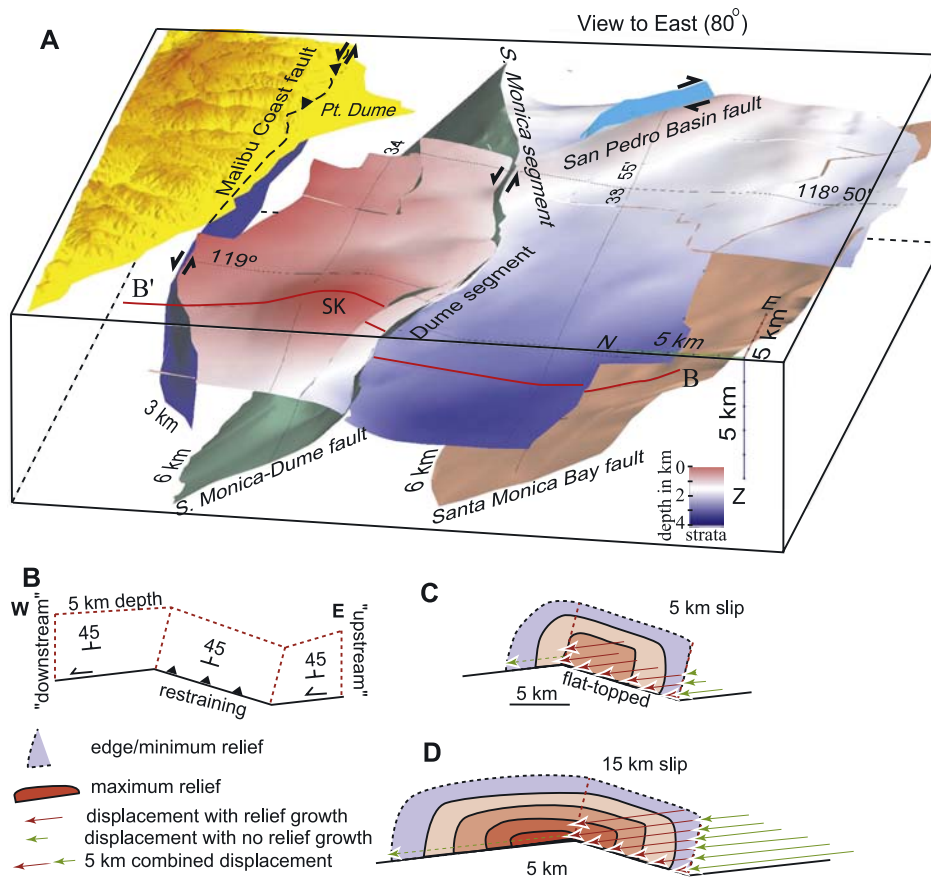 View to East (80°)
A
Malibu Coast fault
Pt. Dume
S. Monica segment
San Pedro Basin fault
34
33 55'
118° 50'
119°
B'
SK
Dume segment
E
N
5 km
5 km
B
5 km
3 km
6 km
S. Monica-Dume fault
6 km
Santa Monica Bay fault
depth in km
0
2
4
strata
Z
B
W
5 km depth
E
"downstream"
45
45
45
"upstream"
restraining
edge/minimum relief
maximum relief
displacement with relief growth
displacement with no relief growth
5 km combined displacement
C
5 km slip
flat-topped
5 km
D
15 km slip
5 km